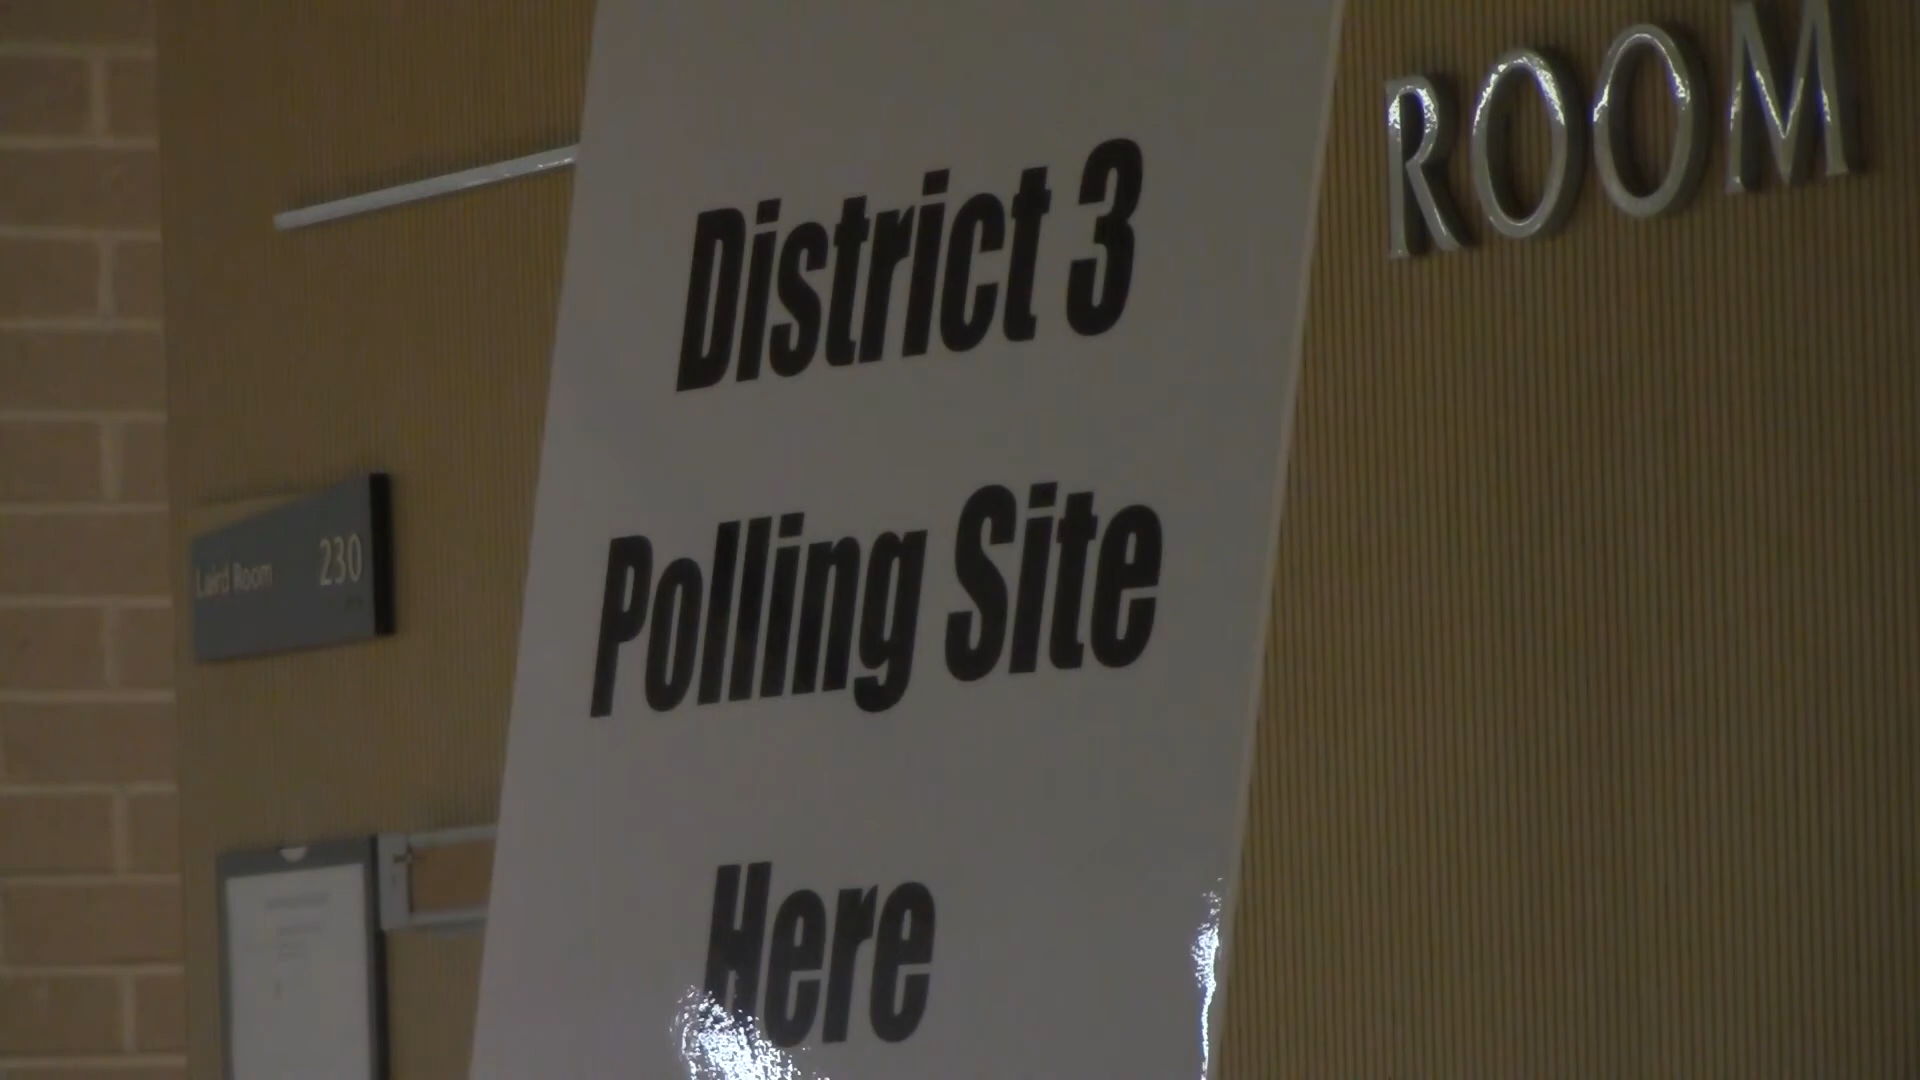 ROOM
District 3
Polling Site
Here
Laird Room 230